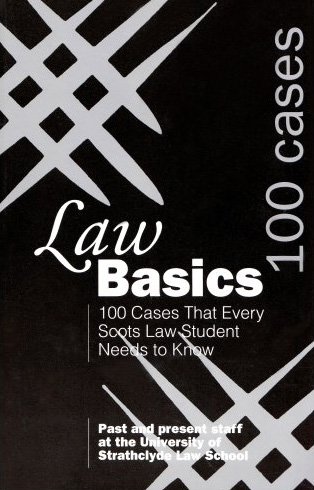 100 cases
Law
Basics
100 Cases That Every
Scots Law Student
Needs to Know
Past and present staff
at the University of
Strathclyde Law School